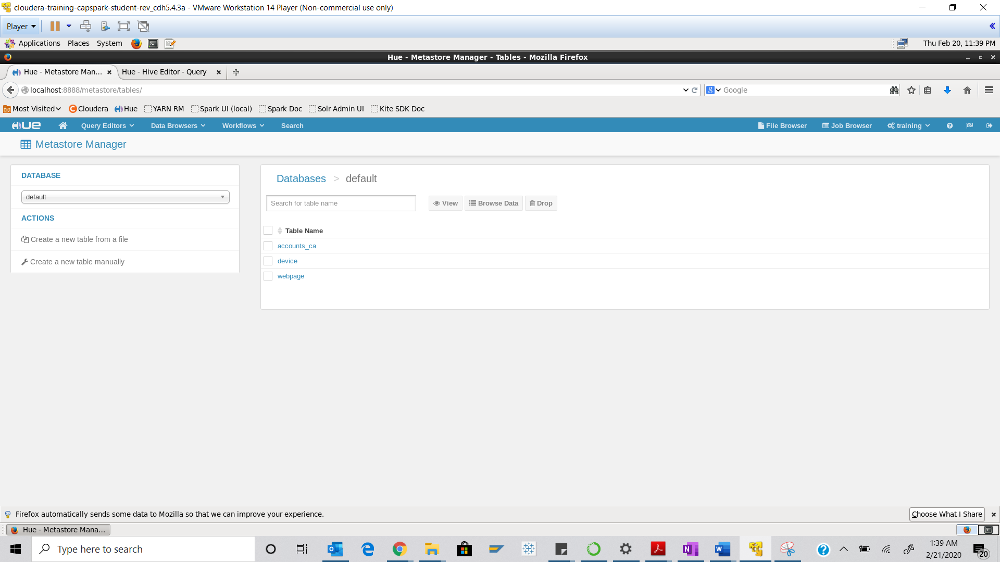 cloudera-training-capspark-student-rev_cdh5.4.3a - VMware Workstation 14 Player (Non-commercial use only)
Player
Applications Places System Thu Feb 20, 11:39 PM
Hue - Metastore Manager - Tables - Mozilla Firefox
Hue - Metastore Man... Hue - Hive Editor - Query
localhost:8888/metastore/tables/ Google
Most Visited Cloudera Hue YARN RM Spark UI (local) Spark Doc Solr Admin UI Kite SDK Doc
HUE Query Editors Data Browsers Workflows Search File Browser Job Browser training
Metastore Manager
DATABASE
default
ACTIONS
Create a new table from a file
Create a new table manually
Databases > default
Search for table name View Browse Data Drop
Table Name
accounts_ca
device
webpage
Firefox automatically sends some data to Mozilla so that we can improve your experience. Choose What I Share
Hue - Metastore Mana...
Type here to search
1:39 AM
2/21/2020
20